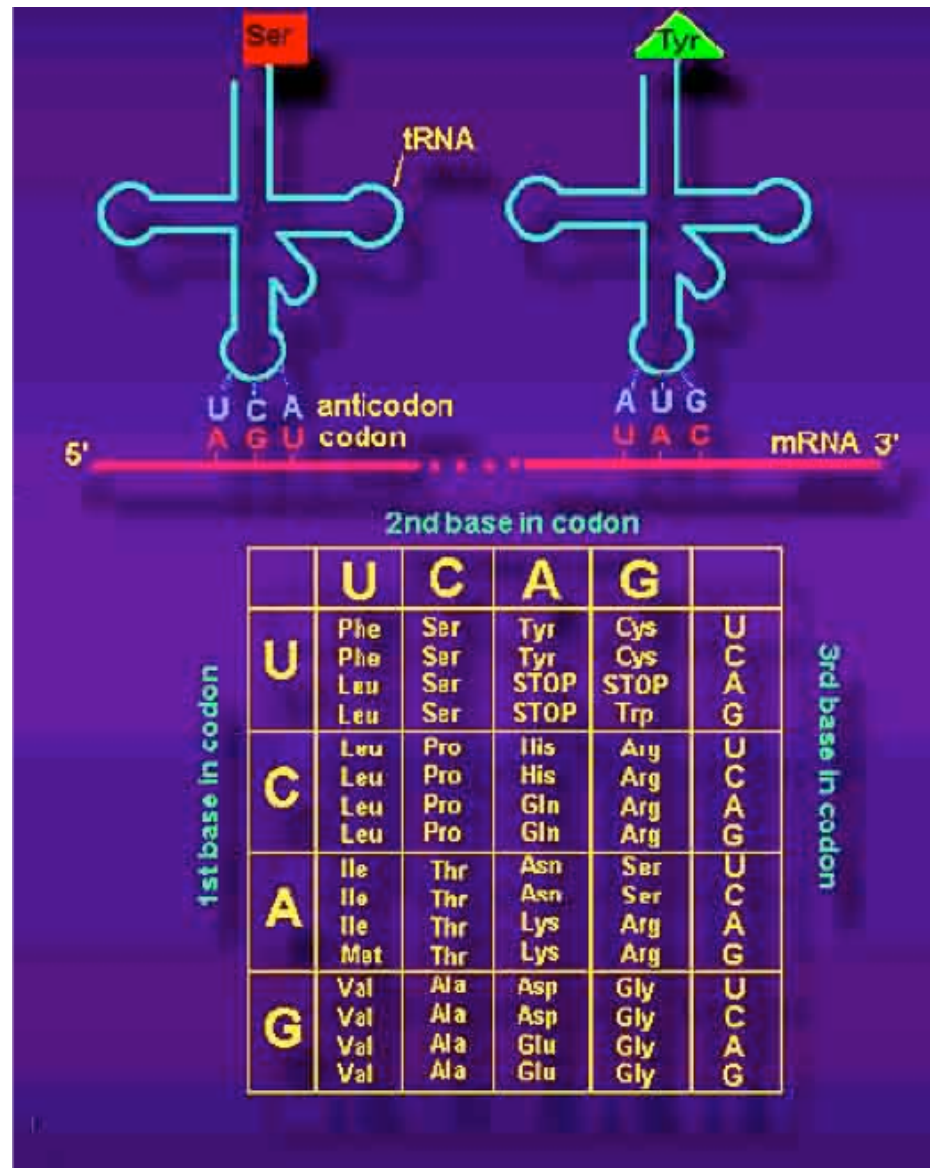 Ser Tyr
tRNA
U C A anticodon A U G
A G U codon U A C
5' mRNA 3'
2nd base in codon
U C A G
1st base in codon
3rd base in codon
U
Phe Ser Tyr Cys U
Phe Ser Tyr Cys C
Leu Ser STOP STOP A
Leu Ser STOP Trp G
C
Leu Pro His Arg U
Leu Pro His Arg C
Leu Pro Gln Arg A
Leu Pro Gln Arg G
A
Ile Thr Asn Ser U
Ile Thr Asn Ser C
Ile Thr Lys Arg A
Met Thr Lys Arg G
G
Val Ala Asp Gly U
Val Ala Asp Gly C
Val Ala Glu Gly A
Val Ala Glu Gly G